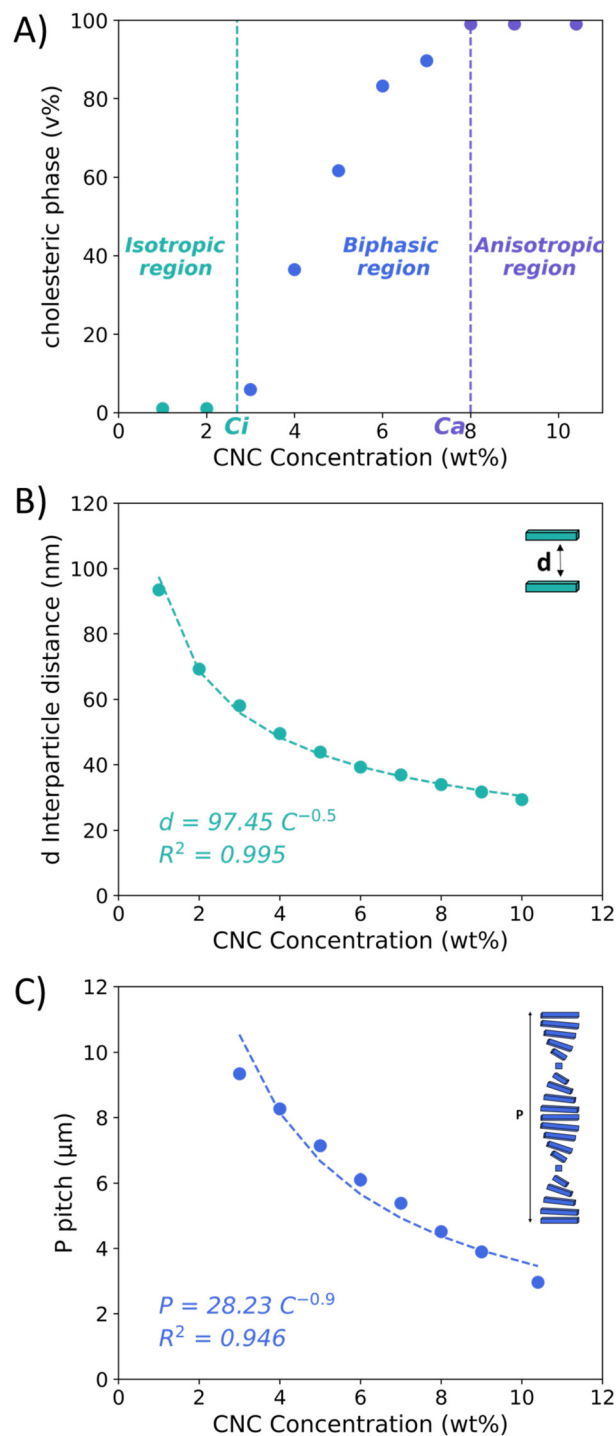 A)
100
80
60
40
20
0
cholesteric phase (v%)
Isotropic
region
Biphasic
region
Anisotropic
region
Ci
Ca
0 2 4 6 8 10
CNC Concentration (wt%)
B)
120
100
80
60
40
20
0
d Interparticle distance (nm)
d
d = 97.45 C⁻⁰·⁵
R² = 0.995
0 2 4 6 8 10 12
CNC Concentration (wt%)
C)
12
10
8
6
4
2
0
P pitch (μm)
P
P = 28.23 C⁻⁰·⁹
R² = 0.946
0 2 4 6 8 10 12
CNC Concentration (wt%)